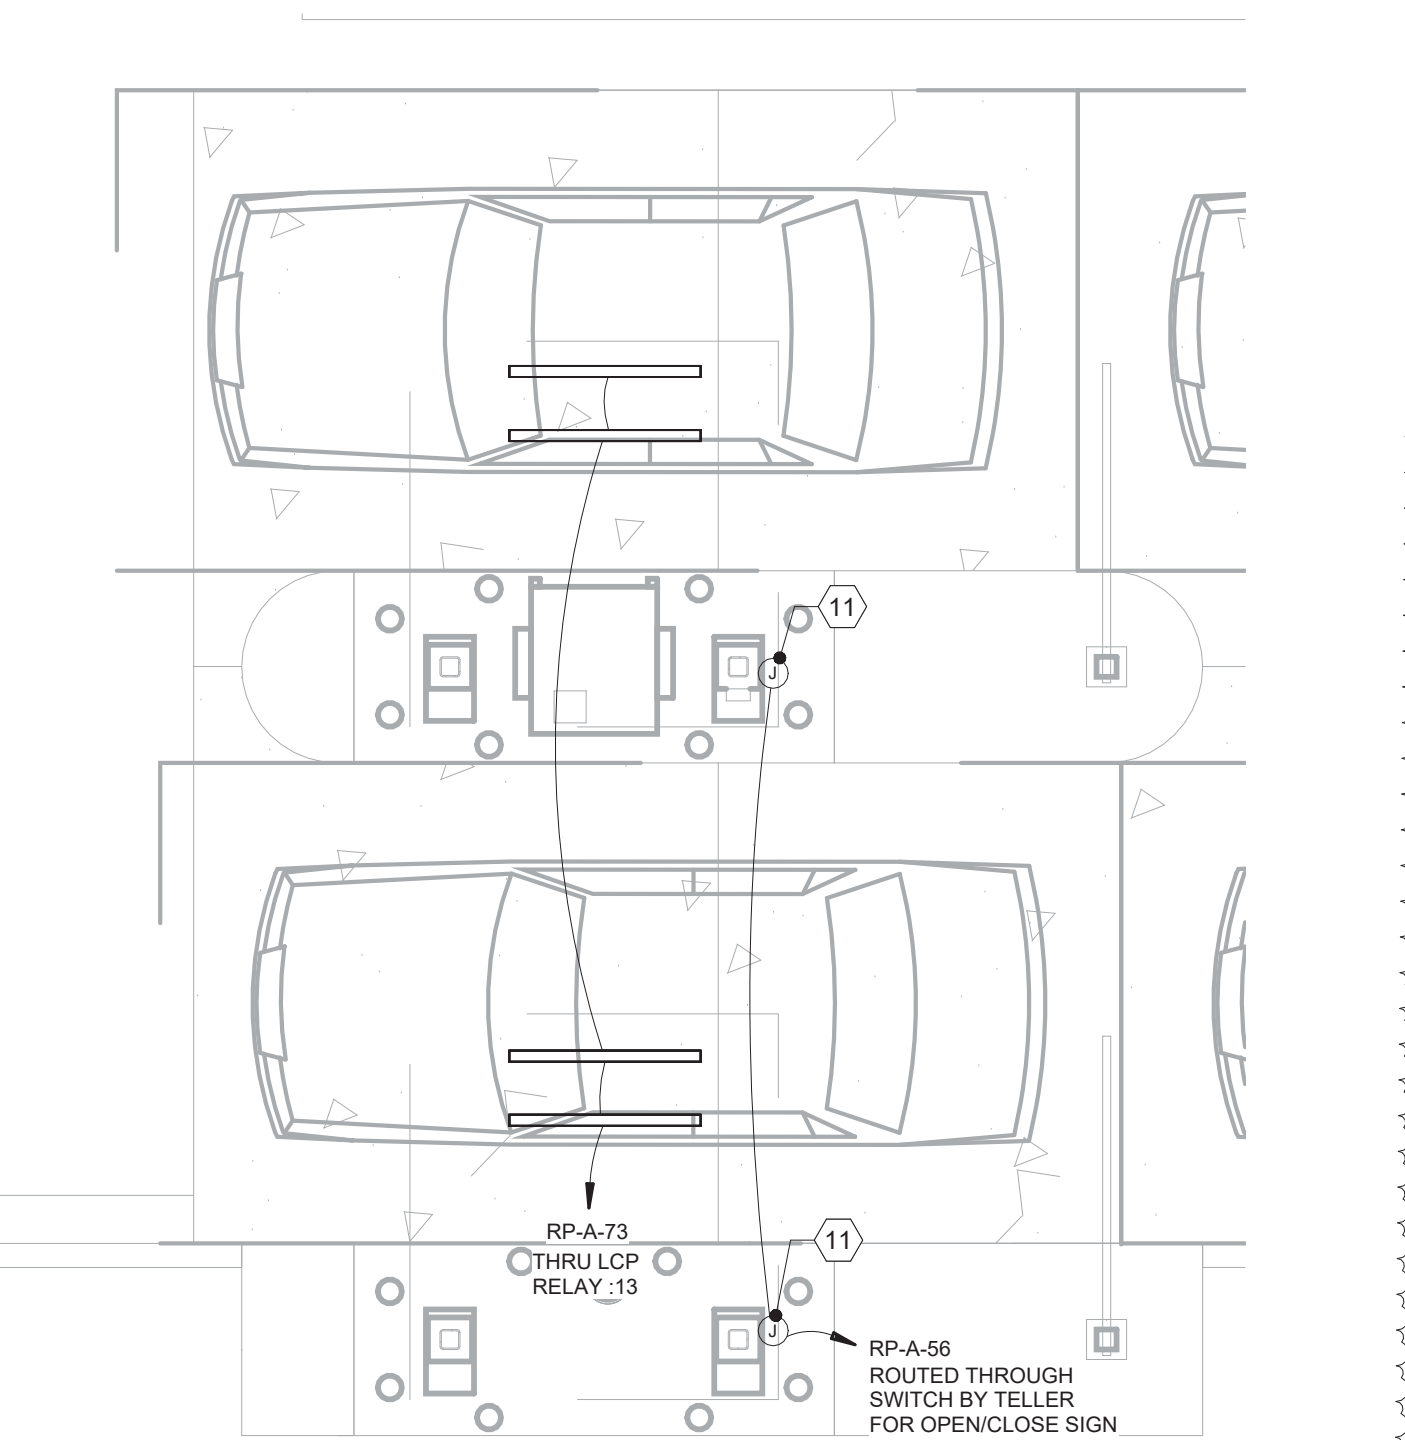 11
J
RP-A-73
THRU LCP
RELAY :13
11
J
RP-A-56
ROUTED THROUGH
SWITCH BY TELLER
FOR OPEN/CLOSE SIGN